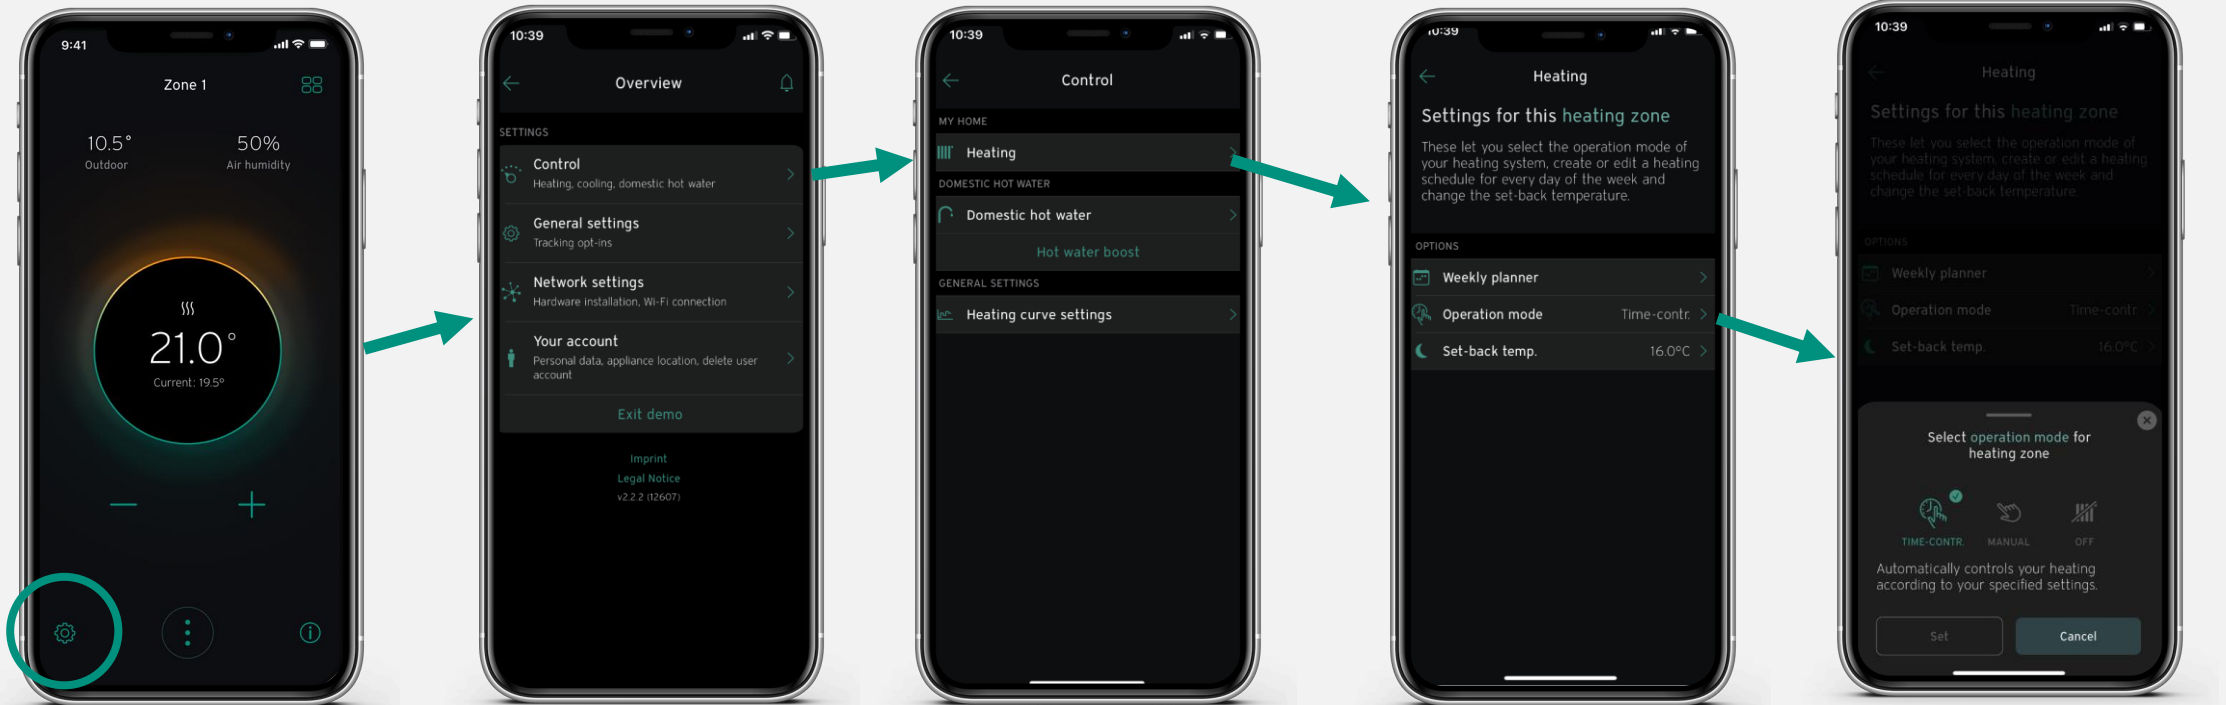 9:41
Zone 1
10.5°
50%
Outdoor
Air humidity
21.0°
Current: 19.5°
10:39
Overview
SETTINGS
Control
Heating, cooling, domestic hot water
General settings
Tracking opt-ins
Network settings
Hardware installation, Wi-Fi connection
Your account
Personal data, appliance location, delete user
account
Exit demo
Imprint
Legal Notice
v2.2.2 (12607)
10:39
Control
MY HOME
Heating
DOMESTIC HOT WATER
Domestic hot water
Hot water boost
GENERAL SETTINGS
Heating curve settings
10:39
Heating
Settings for this heating zone
These let you select the operation mode of
your heating system, create or edit a heating
schedule for every day of the week and
change the set-back temperature.
OPTIONS
Weekly planner
Operation mode Time-contr.
Set-back temp. 16.0°C
10:39
Heating
Settings for this heating zone
These let you select the operation mode of
your heating system, create or edit a heating
schedule for every day of the week and
change the set-back temperature.
OPTIONS
Weekly planner
Operation mode Time-contr.
Set-back temp. 16.0°C
Select operation mode for
heating zone
TIME-CONTR. MANUAL OFF
Automatically controls your heating
according to your specified settings.
Set Cancel